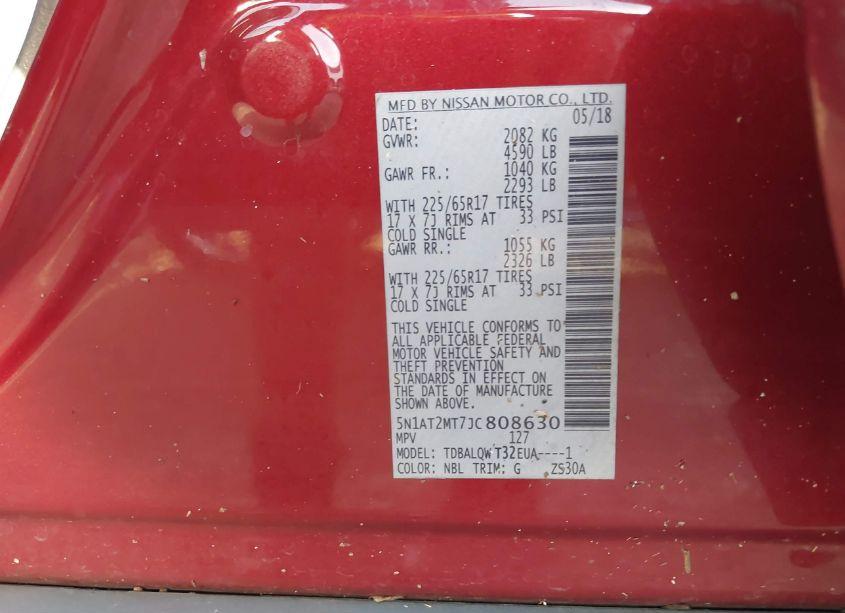 MFD BY NISSAN MOTOR CO., LTD.
DATE: 05/18
GVWR: 2082 KG
4590 LB
GAWR FR.: 1040 KG
2293 LB
WITH 225/65R17 TIRES
17 X 7J RIMS AT 33 PSI
COLD SINGLE
GAWR RR.: 1055 KG
2326 LB
WITH 225/65R17 TIRES
17 X 7J RIMS AT 33 PSI
COLD SINGLE
THIS VEHICLE CONFORMS TO
ALL APPLICABLE FEDERAL
MOTOR VEHICLE SAFETY AND
THEFT PREVENTION
STANDARDS IN EFFECT ON
THE DATE OF MANUFACTURE
SHOWN ABOVE.
5N1AT2MT7JC808630
MPV 127
MODEL: TDBALQWT32EUA----1
COLOR: NBL TRIM: G ZS30A